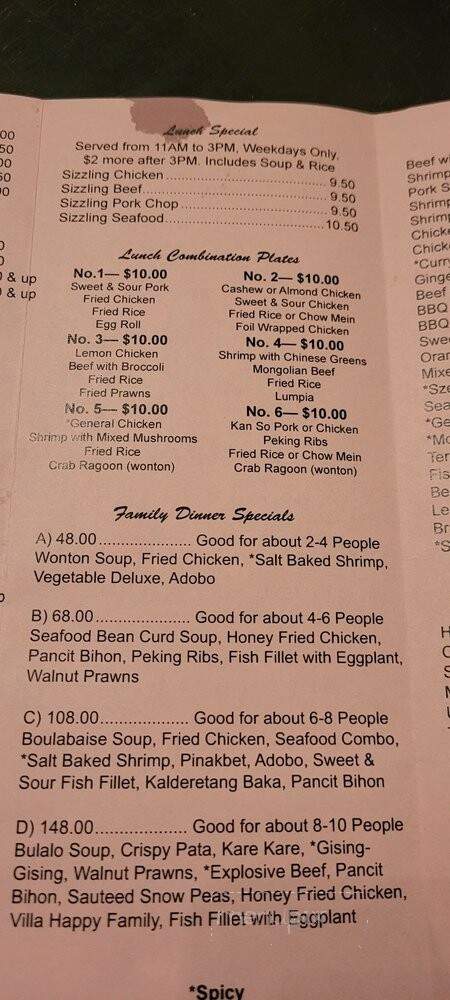 Lunch Special
Served from 11AM to 3PM, Weekdays Only,
$2 more after 3PM. Includes Soup & Rice
Sizzling Chicken 9.50
Sizzling Beef 9.50
Sizzling Pork Chop 9.50
Sizzling Seafood 10.50
Lunch Combination Plates
No.1— $10.00
Sweet & Sour Pork
Fried Chicken
Fried Rice
Egg Roll
No. 2— $10.00
Cashew or Almond Chicken
Sweet & Sour Chicken
Fried Rice or Chow Mein
Foil Wrapped Chicken
No. 3— $10.00
Lemon Chicken
Beef with Broccoli
Fried Rice
Fried Prawns
No. 4— $10.00
Shrimp with Chinese Greens
Mongolian Beef
Fried Rice
Lumpia
No. 5— $10.00
*General Chicken
Shrimp with Mixed Mushrooms
Fried Rice
Crab Ragoon (wonton)
No. 6— $10.00
Kan So Pork or Chicken
Peking Ribs
Fried Rice or Chow Mein
Crab Ragoon (wonton)
Family Dinner Specials
A) 48.00 Good for about 2-4 People
Wonton Soup, Fried Chicken, *Salt Baked Shrimp,
Vegetable Deluxe, Adobo
B) 68.00 Good for about 4-6 People
Seafood Bean Curd Soup, Honey Fried Chicken,
Pancit Bihon, Peking Ribs, Fish Fillet with Eggplant,
Walnut Prawns
C) 108.00 Good for about 6-8 People
Boulabaise Soup, Fried Chicken, Seafood Combo,
*Salt Baked Shrimp, Pinakbet, Adobo, Sweet &
Sour Fish Fillet, Kalderetang Baka, Pancit Bihon
D) 148.00 Good for about 8-10 People
Bulalo Soup, Crispy Pata, Kare Kare, *Gising-
Gising, Walnut Prawns, *Explosive Beef, Pancit
Bihon, Sauteed Snow Peas, Honey Fried Chicken,
Villa Happy Family, Fish Fillet with Eggplant
*Spicy
& up
& up
Beef
Pork
Beef
BBQ
BBQ